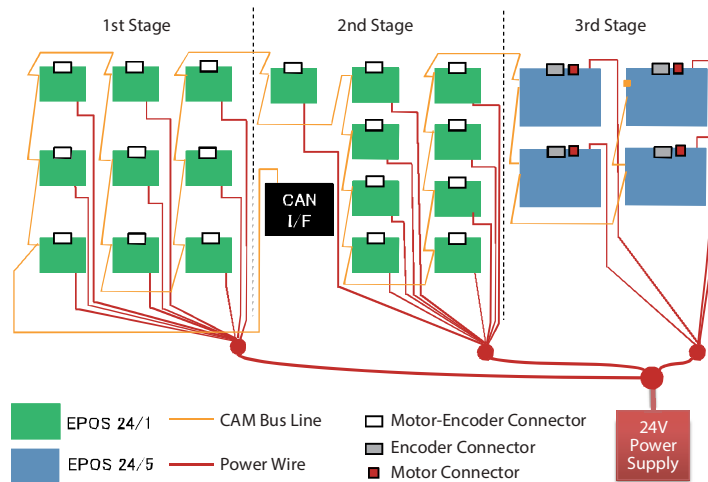 1st Stage
2nd Stage
3rd Stage
CAN
I/F
EPOS 24/1
CAM Bus Line
Motor-Encoder Connector
Encoder Connector
EPOS 24/5
Power Wire
Motor Connector
24V
Power
Supply